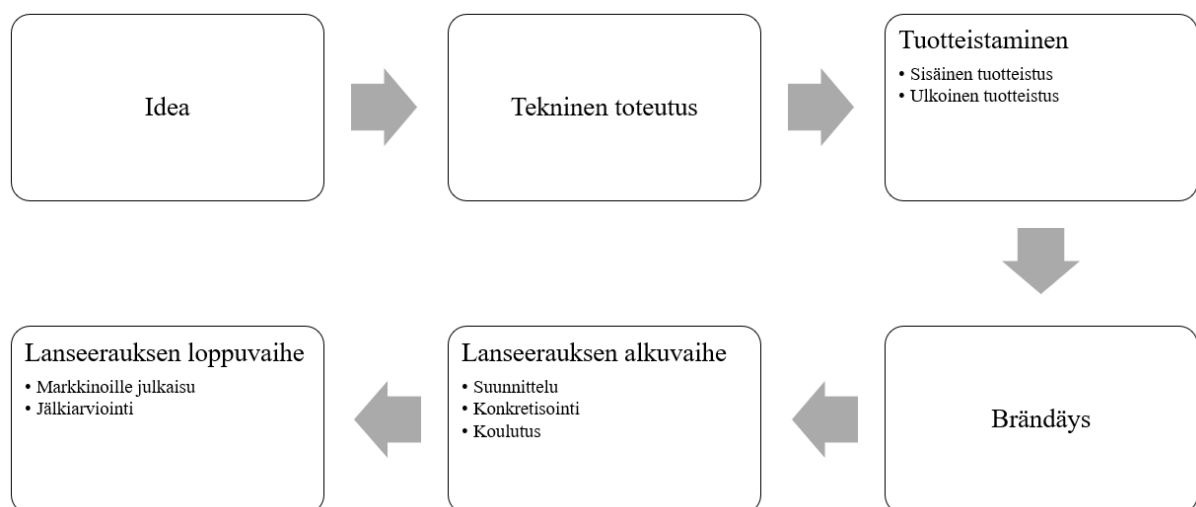 Idea
Tekninen toteutus
Tuotteistaminen
• Sisäinen tuotteistus
• Ulkoinen tuotteistus
Brändäys
Lanseerauksen alkuvaihe
• Suunnittelu
• Konkretisointi
• Koulutus
Lanseerauksen loppuvaihe
• Markkinoille julkaisu
• Jälkiarviointi